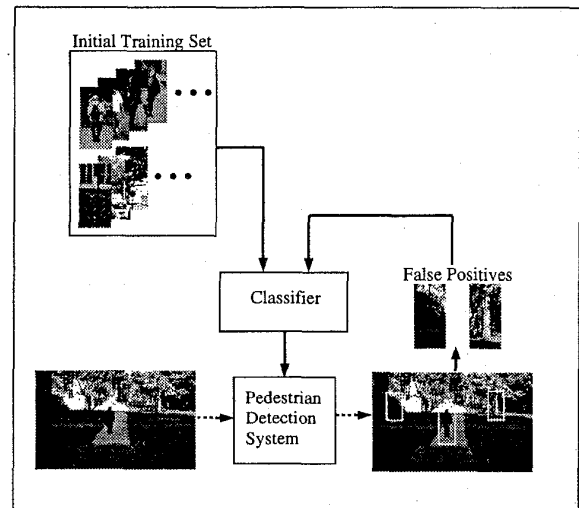 Initial Training Set
False Positives
Classifier
Pedestrian
Detection
System